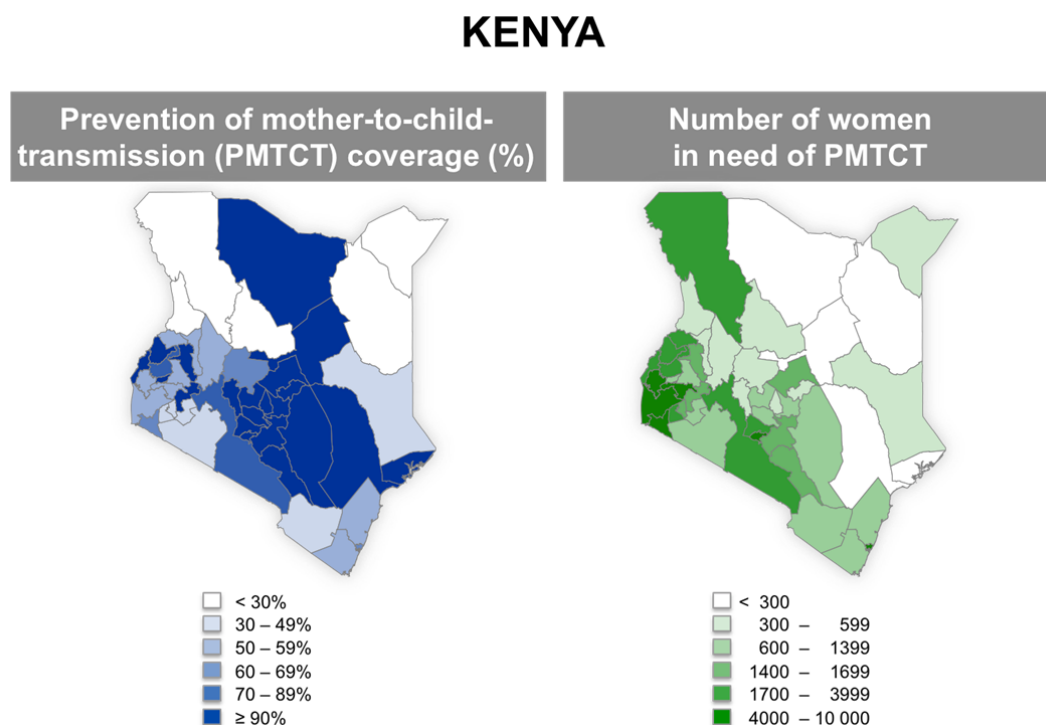 KENYA
Prevention of mother-to-child-
transmission (PMTCT) coverage (%)
Number of women
in need of PMTCT
< 30%
30 – 49%
50 – 59%
60 – 69%
70 – 89%
≥ 90%
< 300
300 – 599
600 – 1399
1400 – 1699
1700 – 3999
4000 – 10 000